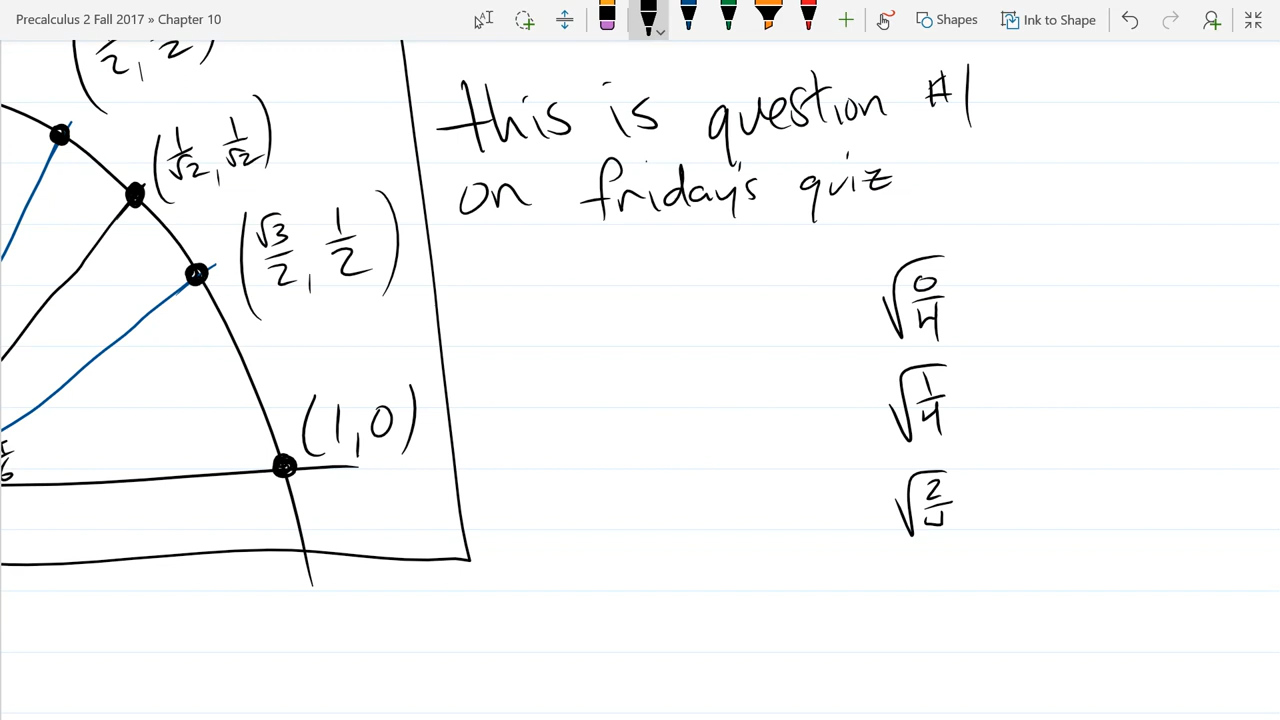 Precalculus 2 Fall 2017 » Chapter 10
Shapes
Ink to Shape
this is question #1
on friday's quiz
(1/√2, 1/√2)
(√3/2, 1/2)
(1,0)
√0/4
√1/4
√2/4